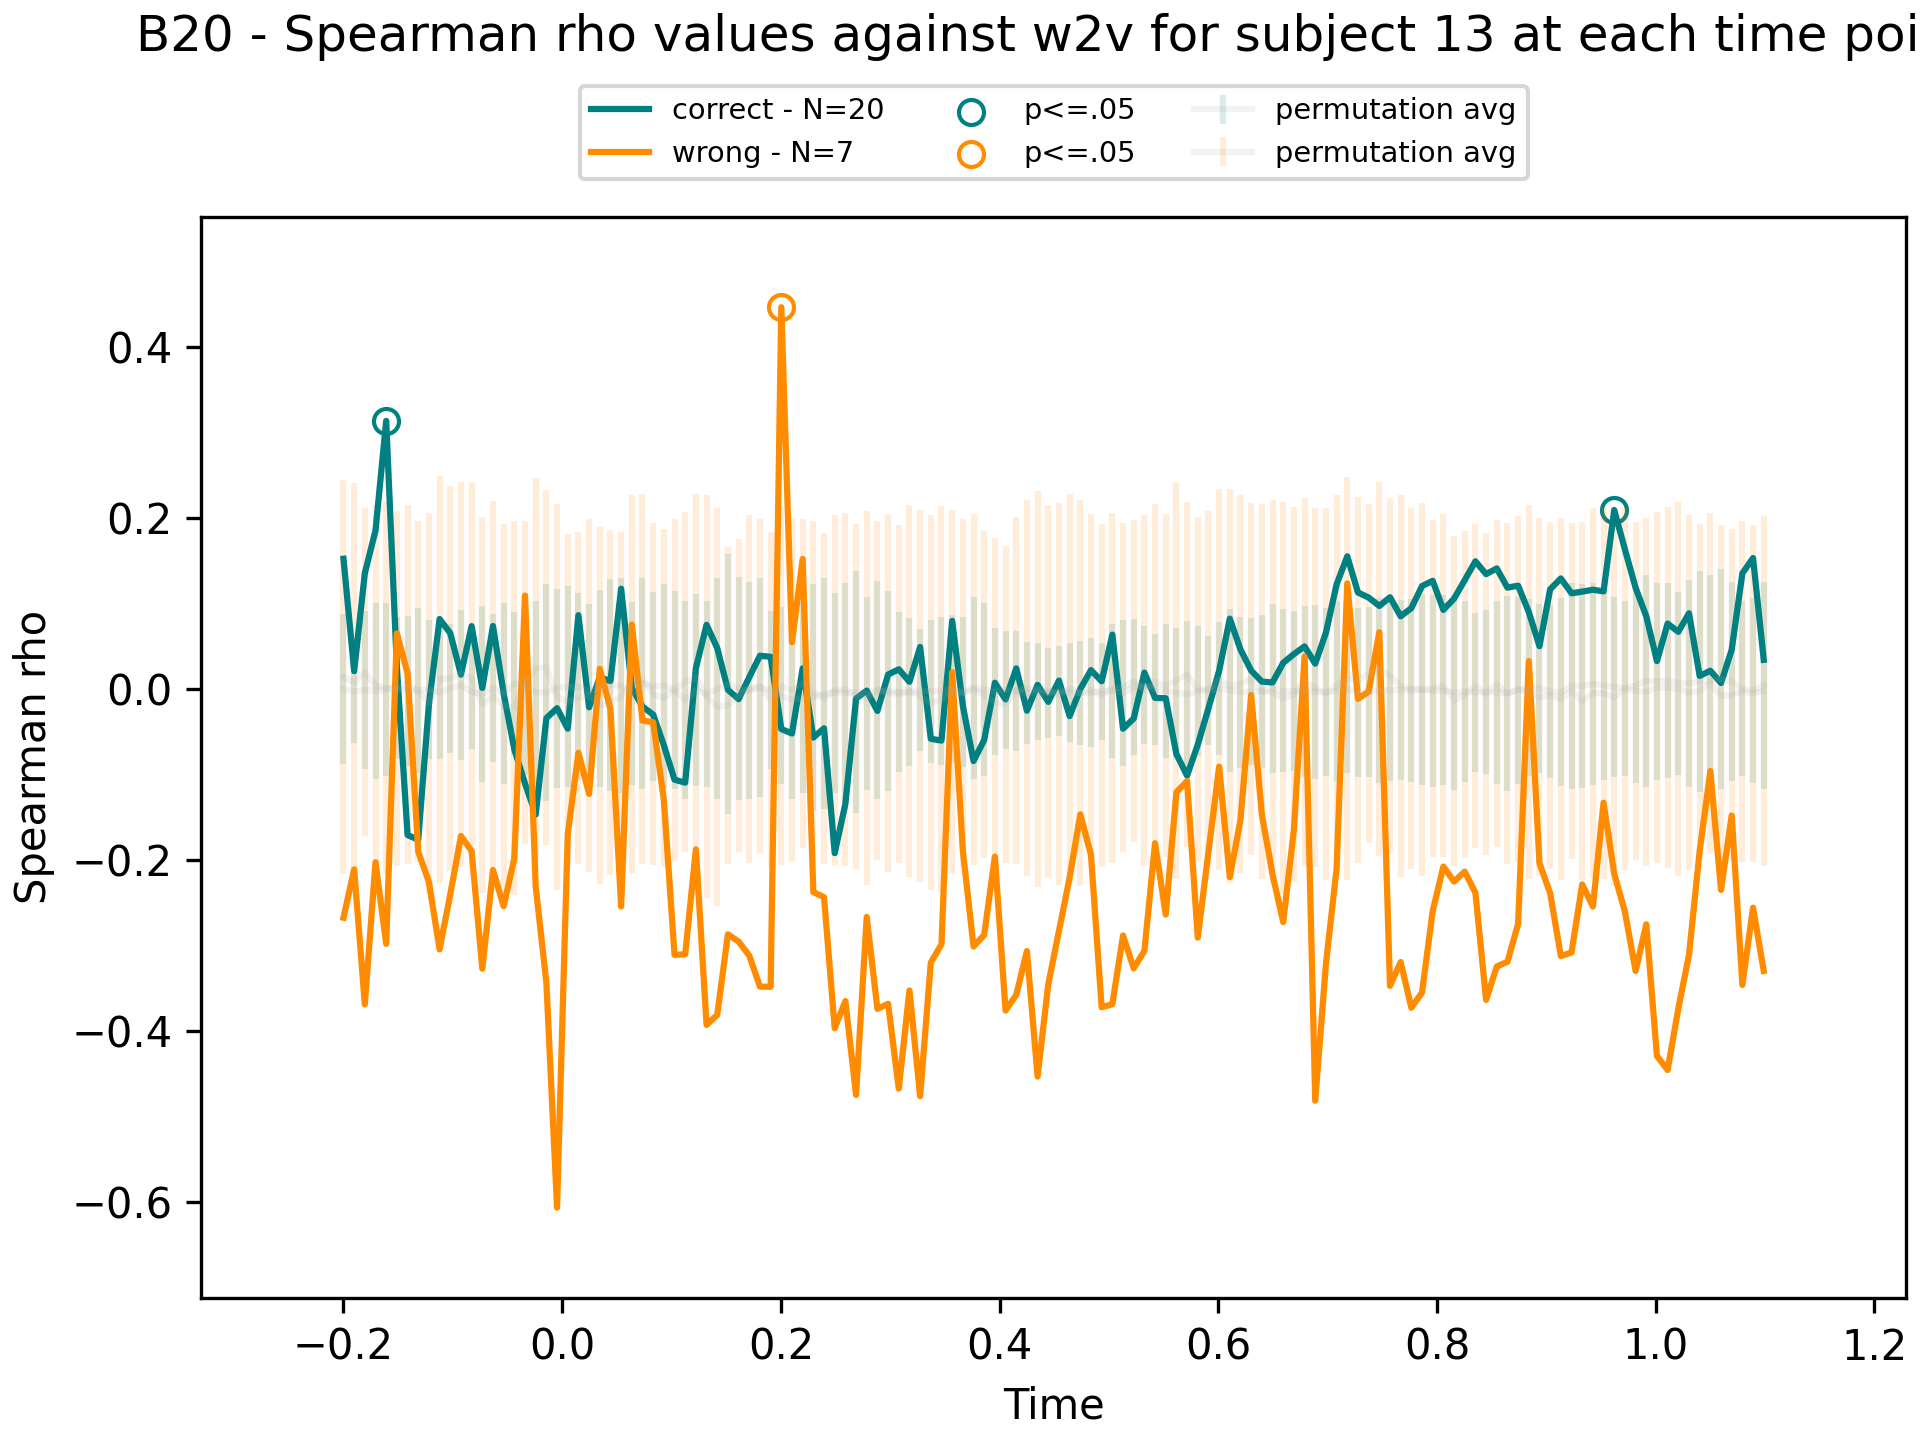 B20 - Spearman rho values against w2v for subject 13 at each time poi
correct - N=20
wrong - N=7
p<=.05
p<=.05
permutation avg
permutation avg
Spearman rho
0.4
0.2
0.0
−0.2
−0.4
−0.6
−0.2 0.0 0.2 0.4 0.6 0.8 1.0 1.2
Time